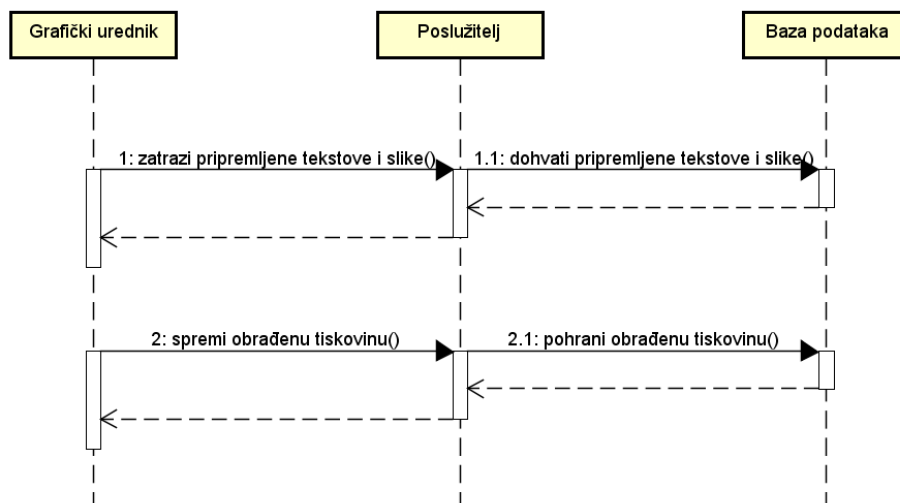 Grafički urednik
Poslužitelj
Baza podataka
1: zatrazi pripremljene tekstove i slike()
1.1: dohvati pripremljene tekstove i slike()
2: spremi obrađenu tiskovinu()
2.1: pohrani obrađenu tiskovinu()